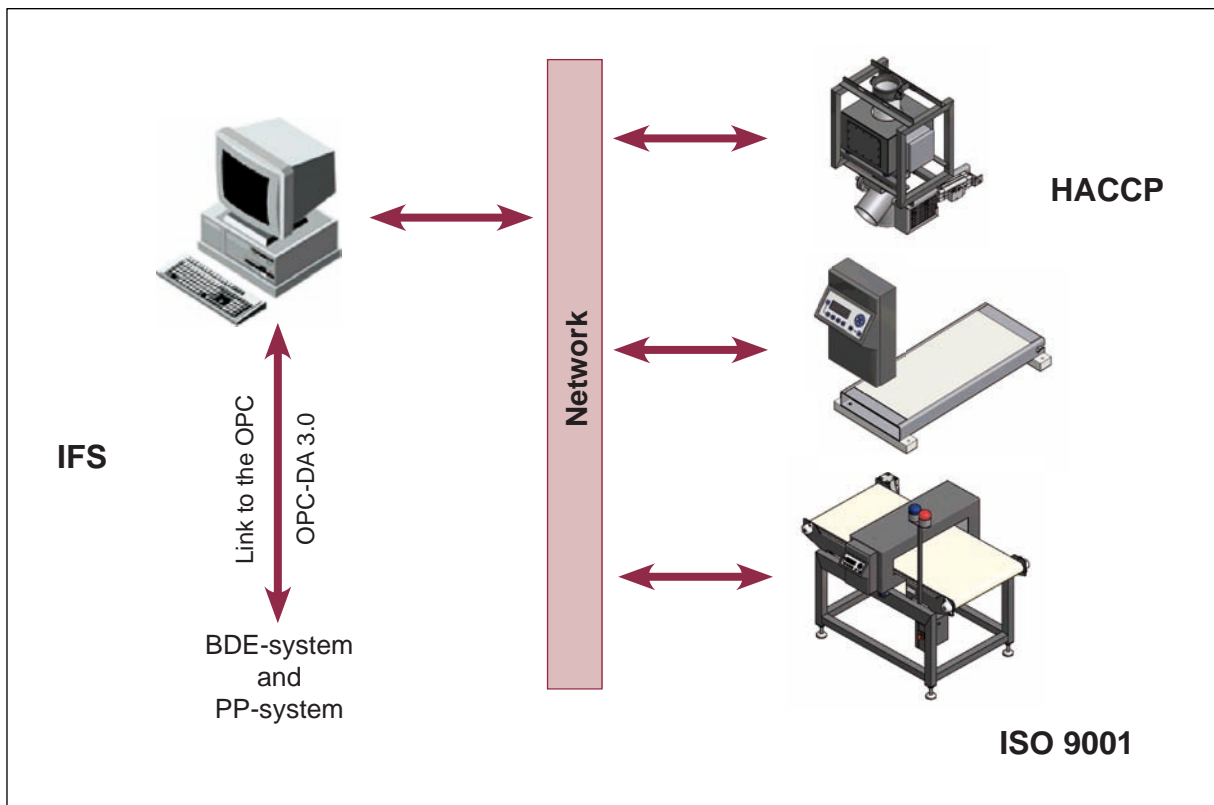 HACCP
Network
IFS
Link to the OPC
OPC-DA 3.0
BDE-system
and
PP-system
ISO 9001